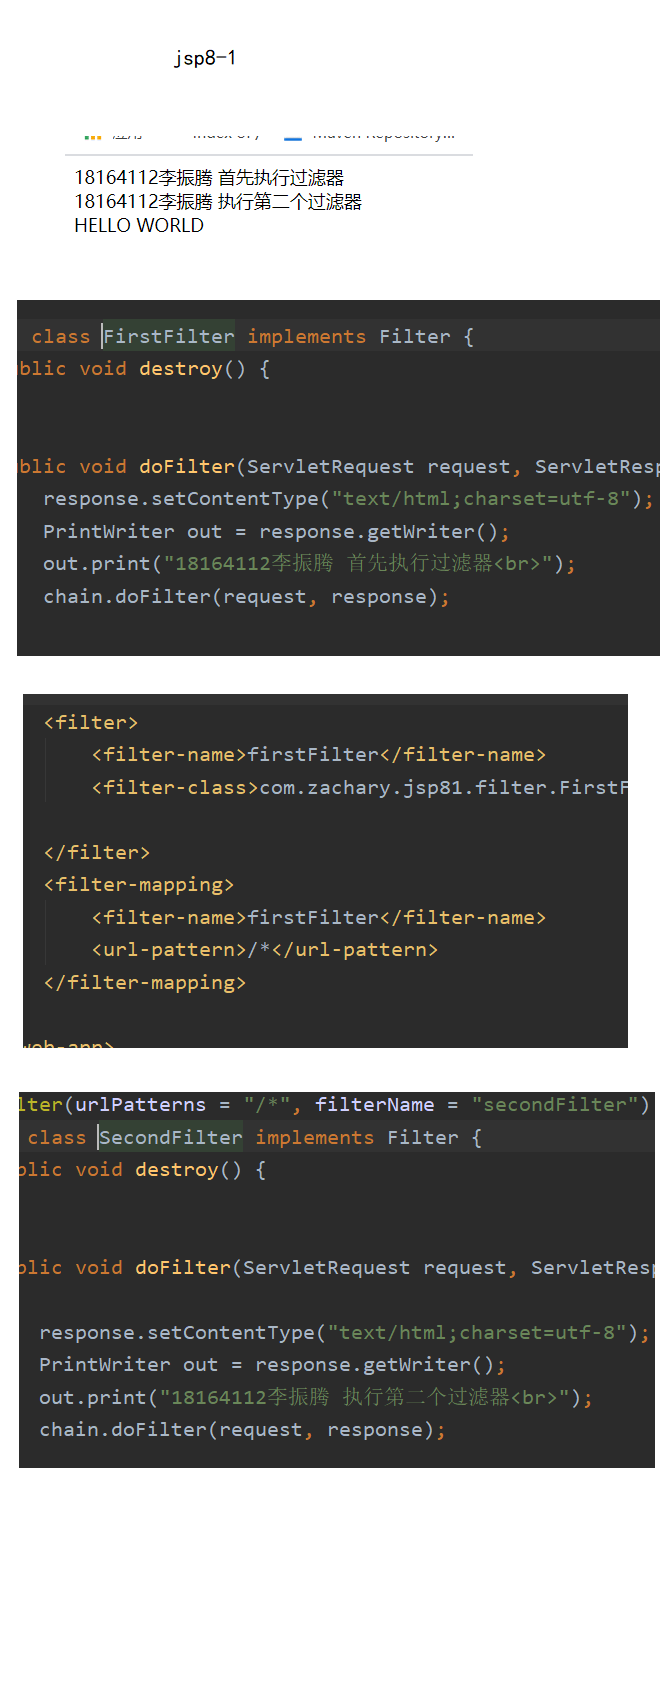 jsp8-1
18164112李振腾 首先执行过滤器
18164112李振腾 执行第二个过滤器
HELLO WORLD
class FirstFilter implements Filter {
blic void destroy() {
blic void doFilter(ServletRequest request, ServletResp
response.setContentType("text/html;charset=utf-8");
PrintWriter out = response.getWriter();
out.print("18164112李振腾 首先执行过滤器<br>");
chain.doFilter(request, response);
<filter>
<filter-name>firstFilter</filter-name>
<filter-class>com.zachary.jsp81.filter.FirstF
</filter>
<filter-mapping>
<filter-name>firstFilter</filter-name>
<url-pattern>/*</url-pattern>
</filter-mapping>
web-app>
lter(urlPatterns = "/*", filterName = "secondFilter")
class SecondFilter implements Filter {
blic void destroy() {
blic void doFilter(ServletRequest request, ServletResp
response.setContentType("text/html;charset=utf-8");
PrintWriter out = response.getWriter();
out.print("18164112李振腾 执行第二个过滤器<br>");
chain.doFilter(request, response);